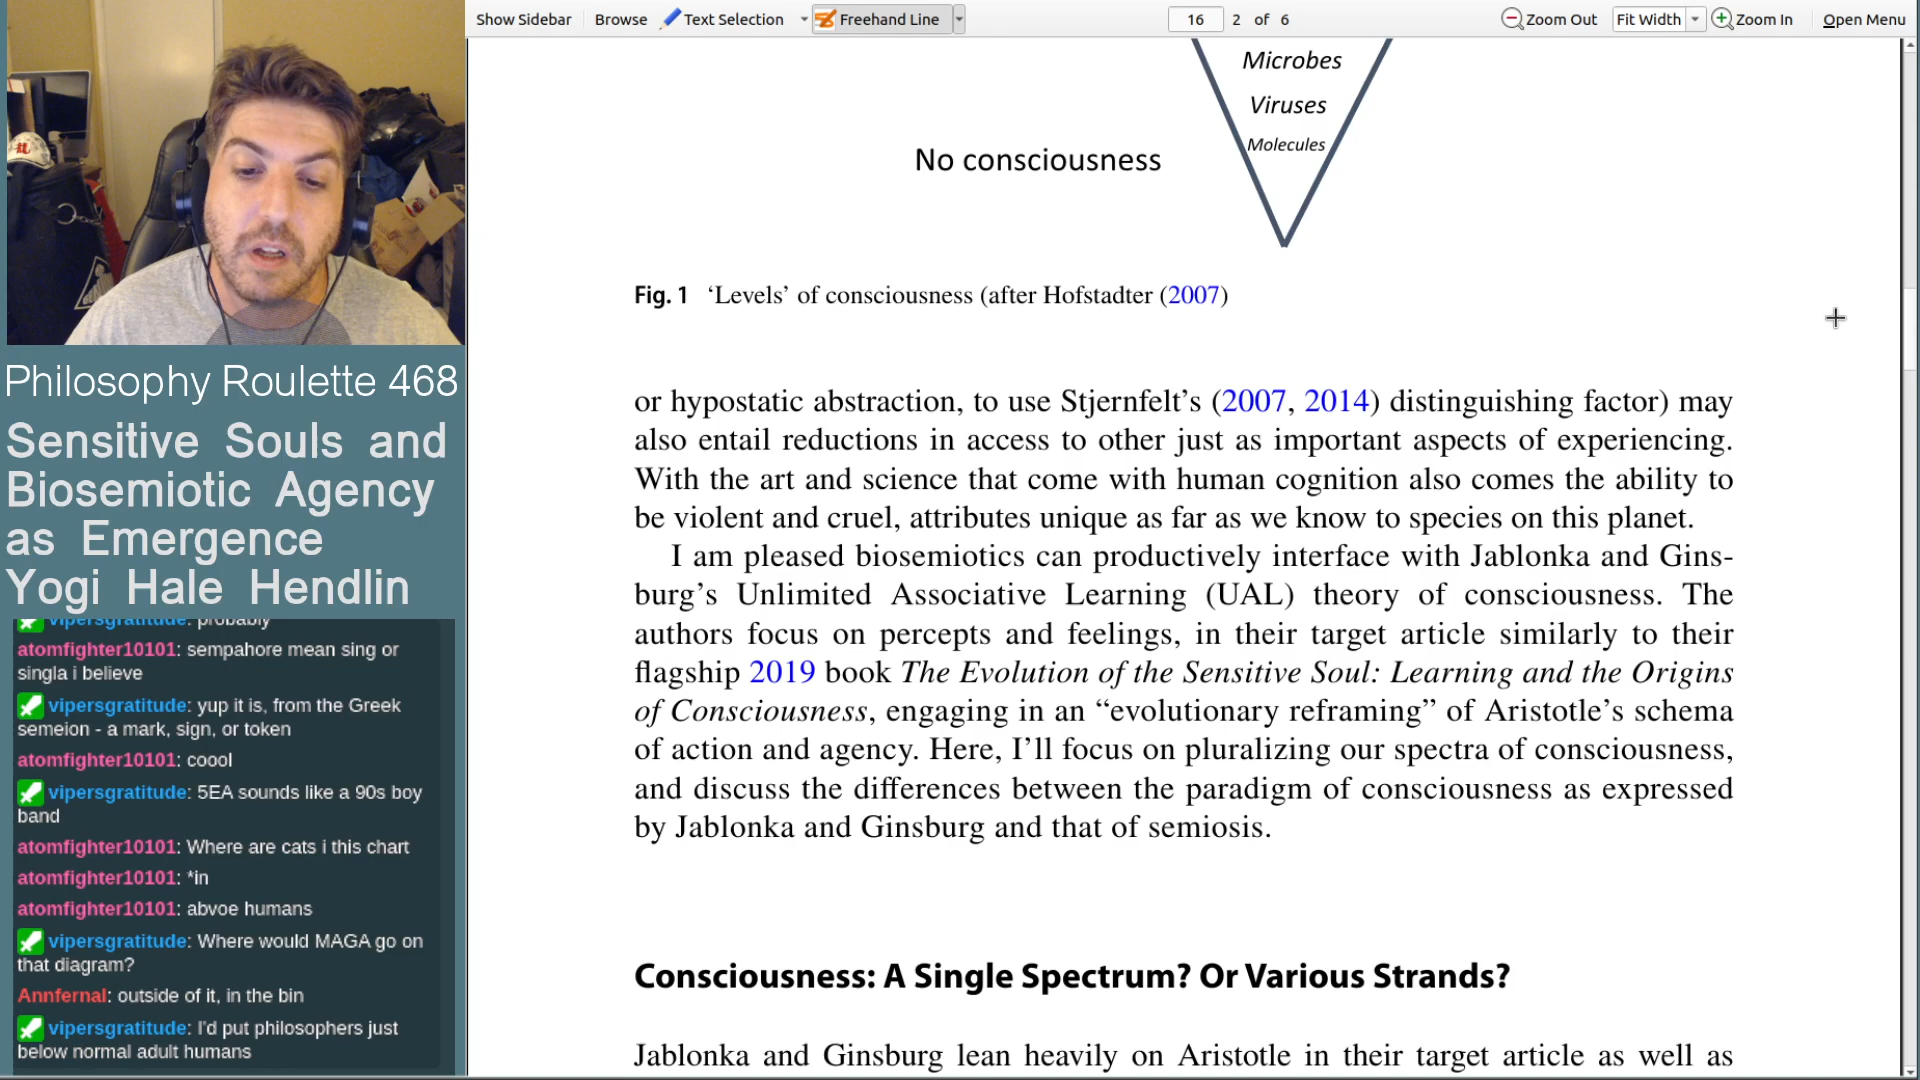 Show Sidebar Browse Text Selection Freehand Line 16 2 of 6 Zoom Out Fit Width Zoom In Open Menu
Microbes
Viruses
Molecules
No consciousness
Fig. 1 ‘Levels’ of consciousness (after Hofstadter (2007)
or hypostatic abstraction, to use Stjernfelt’s (2007, 2014) distinguishing factor) may
also entail reductions in access to other just as important aspects of experiencing.
With the art and science that come with human cognition also comes the ability to
be violent and cruel, attributes unique as far as we know to species on this planet.
I am pleased biosemiotics can productively interface with Jablonka and Gins-
burg’s Unlimited Associative Learning (UAL) theory of consciousness. The
authors focus on percepts and feelings, in their target article similarly to their
flagship 2019 book The Evolution of the Sensitive Soul: Learning and the Origins
of Consciousness, engaging in an “evolutionary reframing” of Aristotle’s schema
of action and agency. Here, I’ll focus on pluralizing our spectra of consciousness,
and discuss the differences between the paradigm of consciousness as expressed
by Jablonka and Ginsburg and that of semiosis.
Consciousness: A Single Spectrum? Or Various Strands?
Jablonka and Ginsburg lean heavily on Aristotle in their target article as well as
Philosophy Roulette 468
Sensitive Souls and
Biosemiotic Agency
as Emergence
Yogi Hale Hendlin
vipersgratitude: probably
atomfighter10101: sempahore mean sing or
singla i believe
vipersgratitude: yup it is, from the Greek
semeion - a mark, sign, or token
atomfighter10101: coool
vipersgratitude: 5EA sounds like a 90s boy
band
atomfighter10101: Where are cats i this chart
atomfighter10101: *in
atomfighter10101: abvoe humans
vipersgratitude: Where would MAGA go on
that diagram?
Annfernal: outside of it, in the bin
vipersgratitude: I'd put philosophers just
below normal adult humans